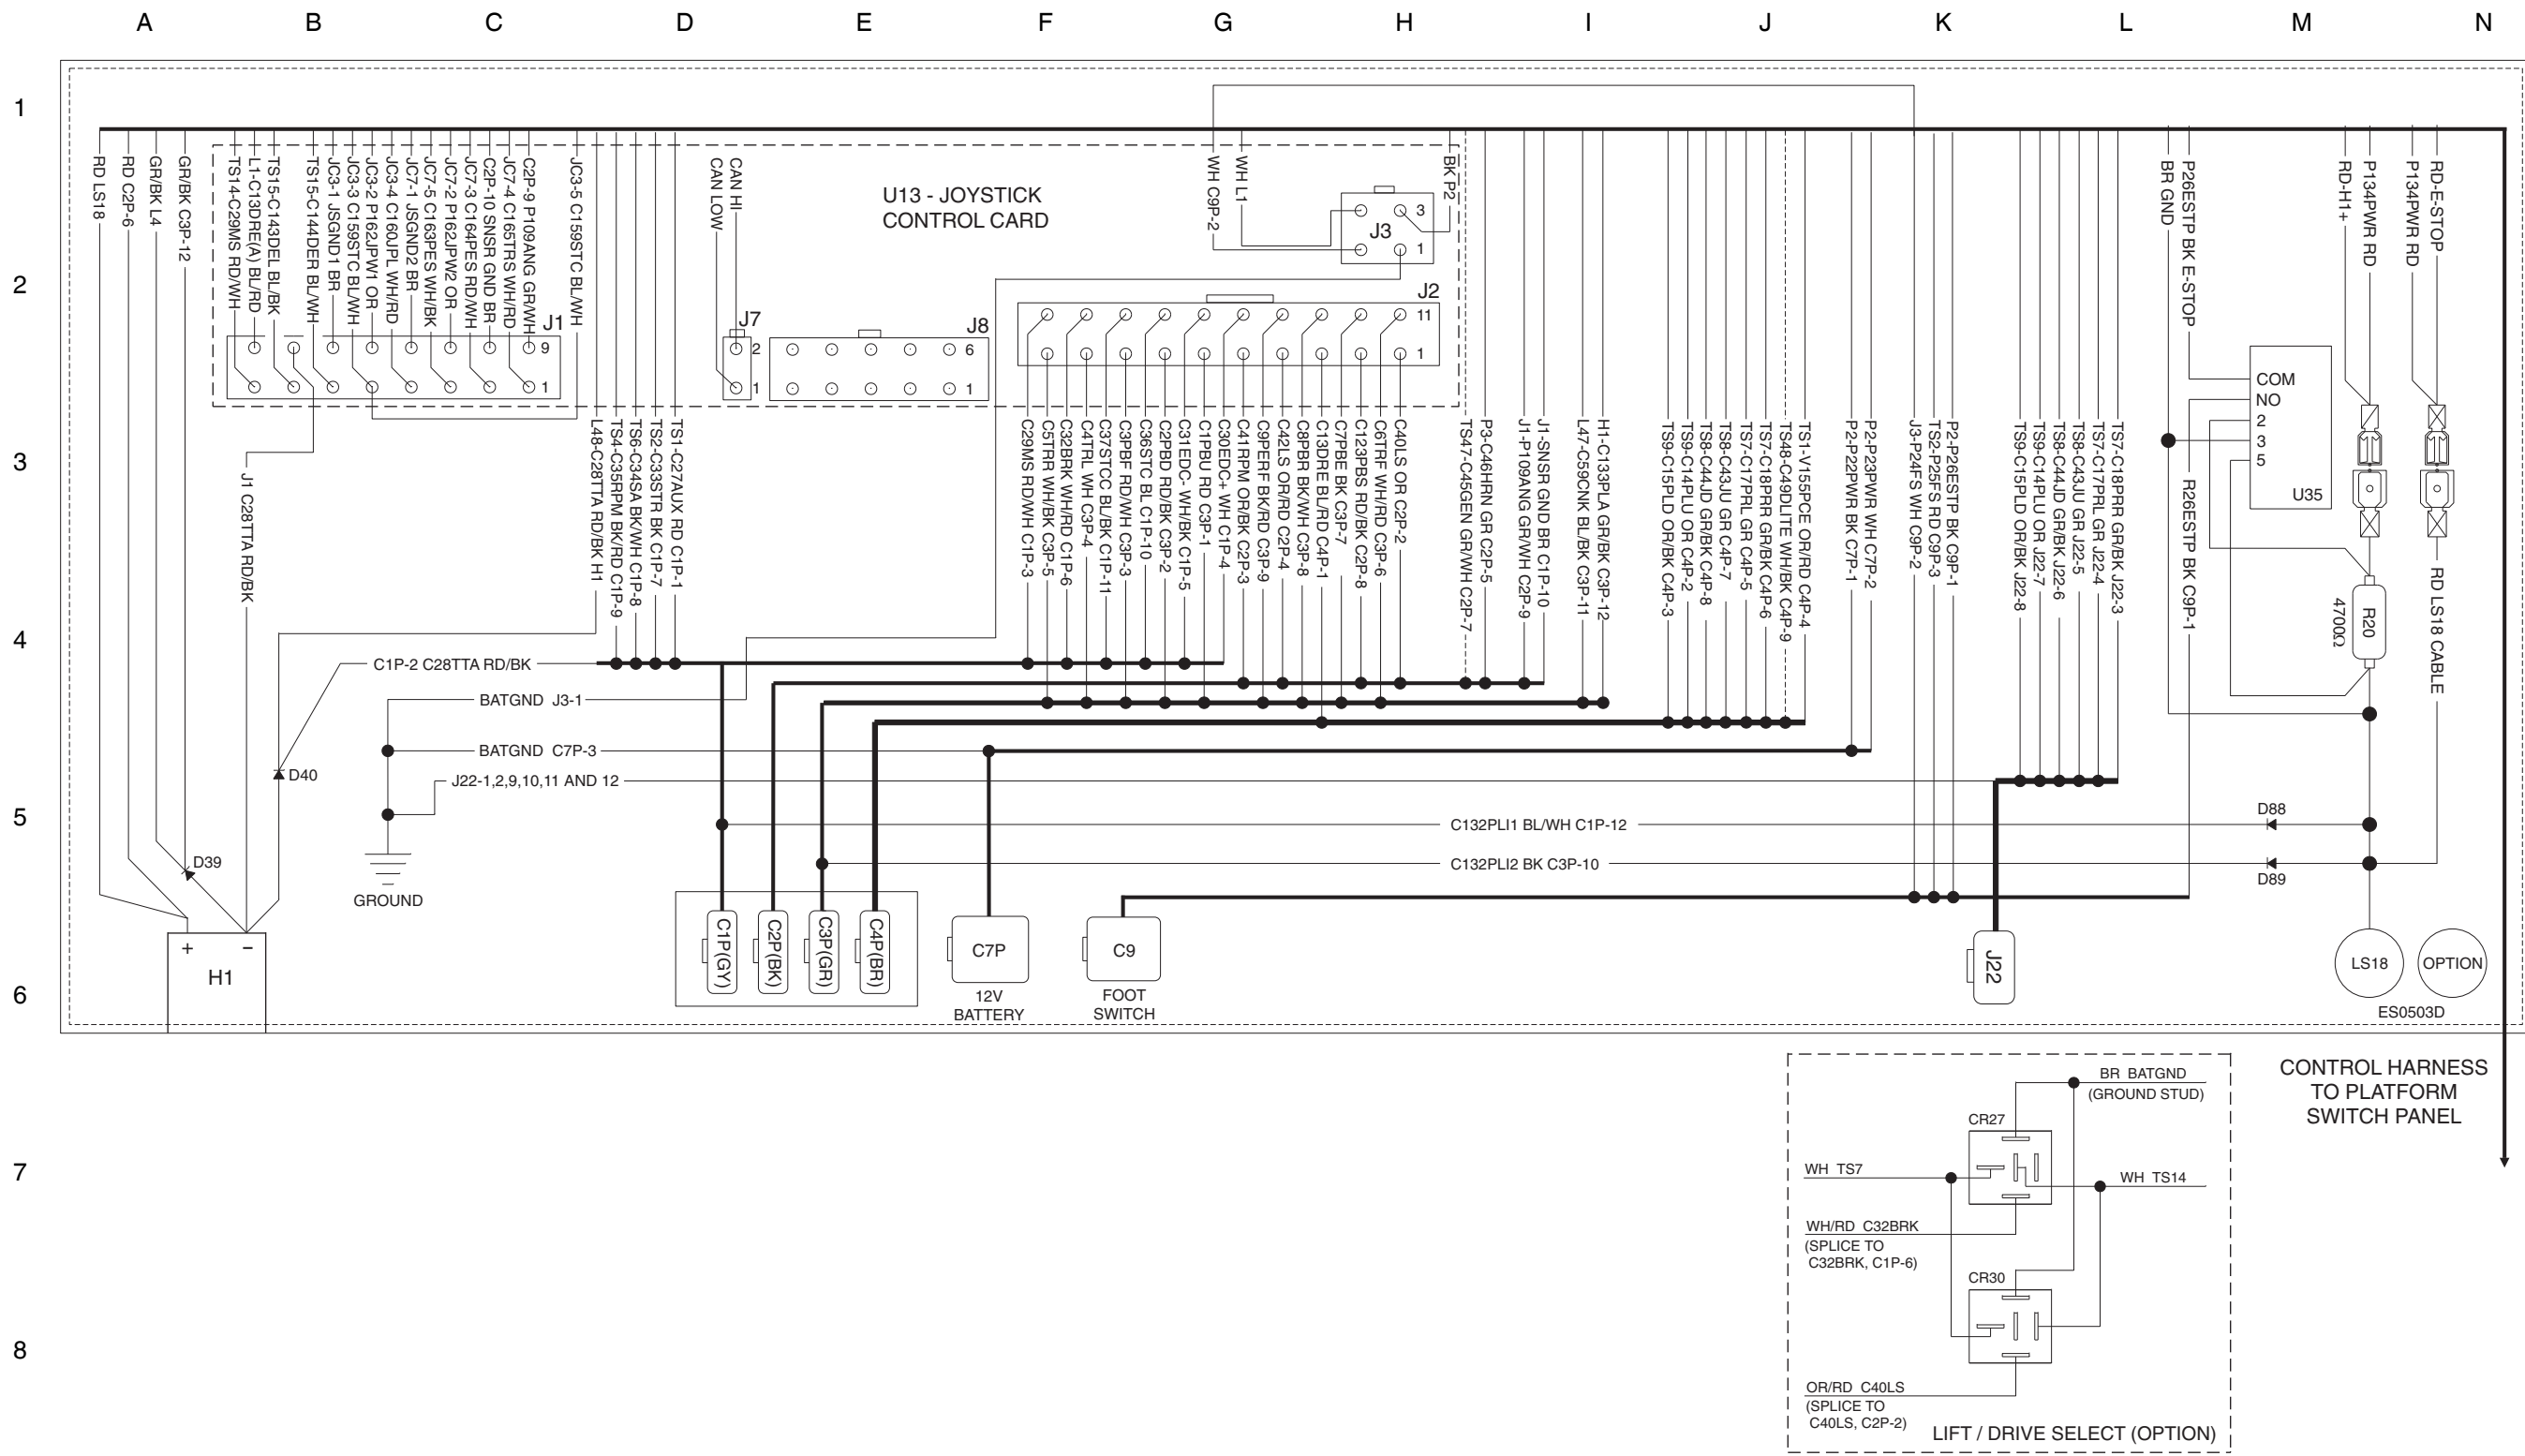 A B C D E F G H I J K L M N
1
2
3
4
5
6
7
8
RD LS18
RD C2P-6
GR/BK L4
GR/BK C3P-12
TS14-C29MS RD/WH
L1-C13DRE(A) BL/RD
TS15-C143DEL BL/BK
TS15-C144DER BL/WH
JC3-1 JSGND1 BR
JC3-3 C159STC BL/WH
JC3-2 P162JPW1 OR
JC3-4 C160JPL WH/RD
JC7-1 JSGND2 BR
JC7-5 C163PES WH/BK
JC7-2 P162JPW2 OR
JC7-3 C164PES RD/WH
C2P-10 SNSR GND BR
JC7-4 C165TRS WH/RD
C2P-9 P109ANG GR/WH
JC3-5 C159STC BL/WH
J1
9
1
CAN LOW
CAN HI
U13 - JOYSTICK
CONTROL CARD
J7
2
1
J8
6
1
WH C9P-2
WH L1
BK P2
J3
3
1
J2
11
1
BR GND
P26ESTP BK E-STOP
RD-H1+
P134PWR RD
P134PWR RD
RD-E-STOP
COM
NO
2
3
5
U35
J1 C28TTA RD/BK
L48-C28TTA RD/BK H1
TS4-C35RPM BK/RD C1P-9
TS6-C34SA BK/WH C1P-8
TS2-C33STR BK C1P-7
TS1-C27AUX RD C1P-1
C29MS RD/WH C1P-3
C5TRR WH/BK C3P-5
C32BRK WH/RD C1P-6
C4TRL WH C3P-4
C37STCC BL/BK C1P-11
C3PBF RD/WH C3P-3
C36STC BL C1P-10
C2PBD RD/BK C3P-2
C31EDC- WH/BK C1P-5
C1PBU RD C3P-1
C30EDC+ WH C1P-4
C41RPM OR/BK C2P-3
C9PERF BK/RD C3P-9
C42LS OR/RD C2P-4
C8PBR BK/WH C3P-8
C13DRE BL/RD C4P-1
C7PBE BK C3P-7
C123PBS RD/BK C2P-8
C6TRF WH/RD C3P-6
C40LS OR C2P-2
TS47-C45GEN GR/WH C2P-7
P3-C46HRN GR C2P-5
J1-P109ANG GR/WH C2P-9
J1-SNSR GND BR C1P-10
L47-C59CNK BL/BK C3P-11
H1-C133PLA GR/BK C3P-12
TS9-C15PLD OR/BK C4P-3
TS9-C14PLU OR C4P-2
TS8-C44JD GR/BK C4P-8
TS8-C43JU GR C4P-7
TS7-C17PRL GR C4P-5
TS7-C18PRR GR/BK C4P-6
TS48-C49DLITE WH/BK C4P-9
TS1-V155PCE OR/RD C4P-4
P2-P22PWR BK C7P-1
P2-P23PWR WH C7P-2
J3-P24FS WH C9P-2
TS2-P25FS RD C9P-3
P2-P26ESTP BK C9P-1
TS9-C15PLD OR/BK J22-8
TS9-C14PLU OR J22-7
TS8-C44JD GR/BK J22-6
TS8-C43JU GR J22-5
TS7-C17PRL GR J22-4
TS7-C18PRR GR/BK J22-3
R26ESTP BK C9P-1
R20
4700Ω
RD LS18 CABLE
C1P-2 C28TTA RD/BK
BATGND J3-1
BATGND C7P-3
J22-1,2,9,10,11 AND 12
D40
D39
GROUND
C132PLI1 BL/WH C1P-12
C132PLI2 BK C3P-10
D88
D89
+ −
H1
C1P(GY)
C2P(BK)
C3P(GR)
C4P(BR)
C7P
12V
BATTERY
C9
FOOT
SWITCH
J22
LS18
OPTION
ES0503D
CONTROL HARNESS
TO PLATFORM
SWITCH PANEL
BR BATGND
(GROUND STUD)
CR27
WH TS7
WH TS14
WH/RD C32BRK
(SPLICE TO
C32BRK, C1P-6)
CR30
OR/RD C40LS
(SPLICE TO
C40LS, C2P-2)
LIFT / DRIVE SELECT (OPTION)